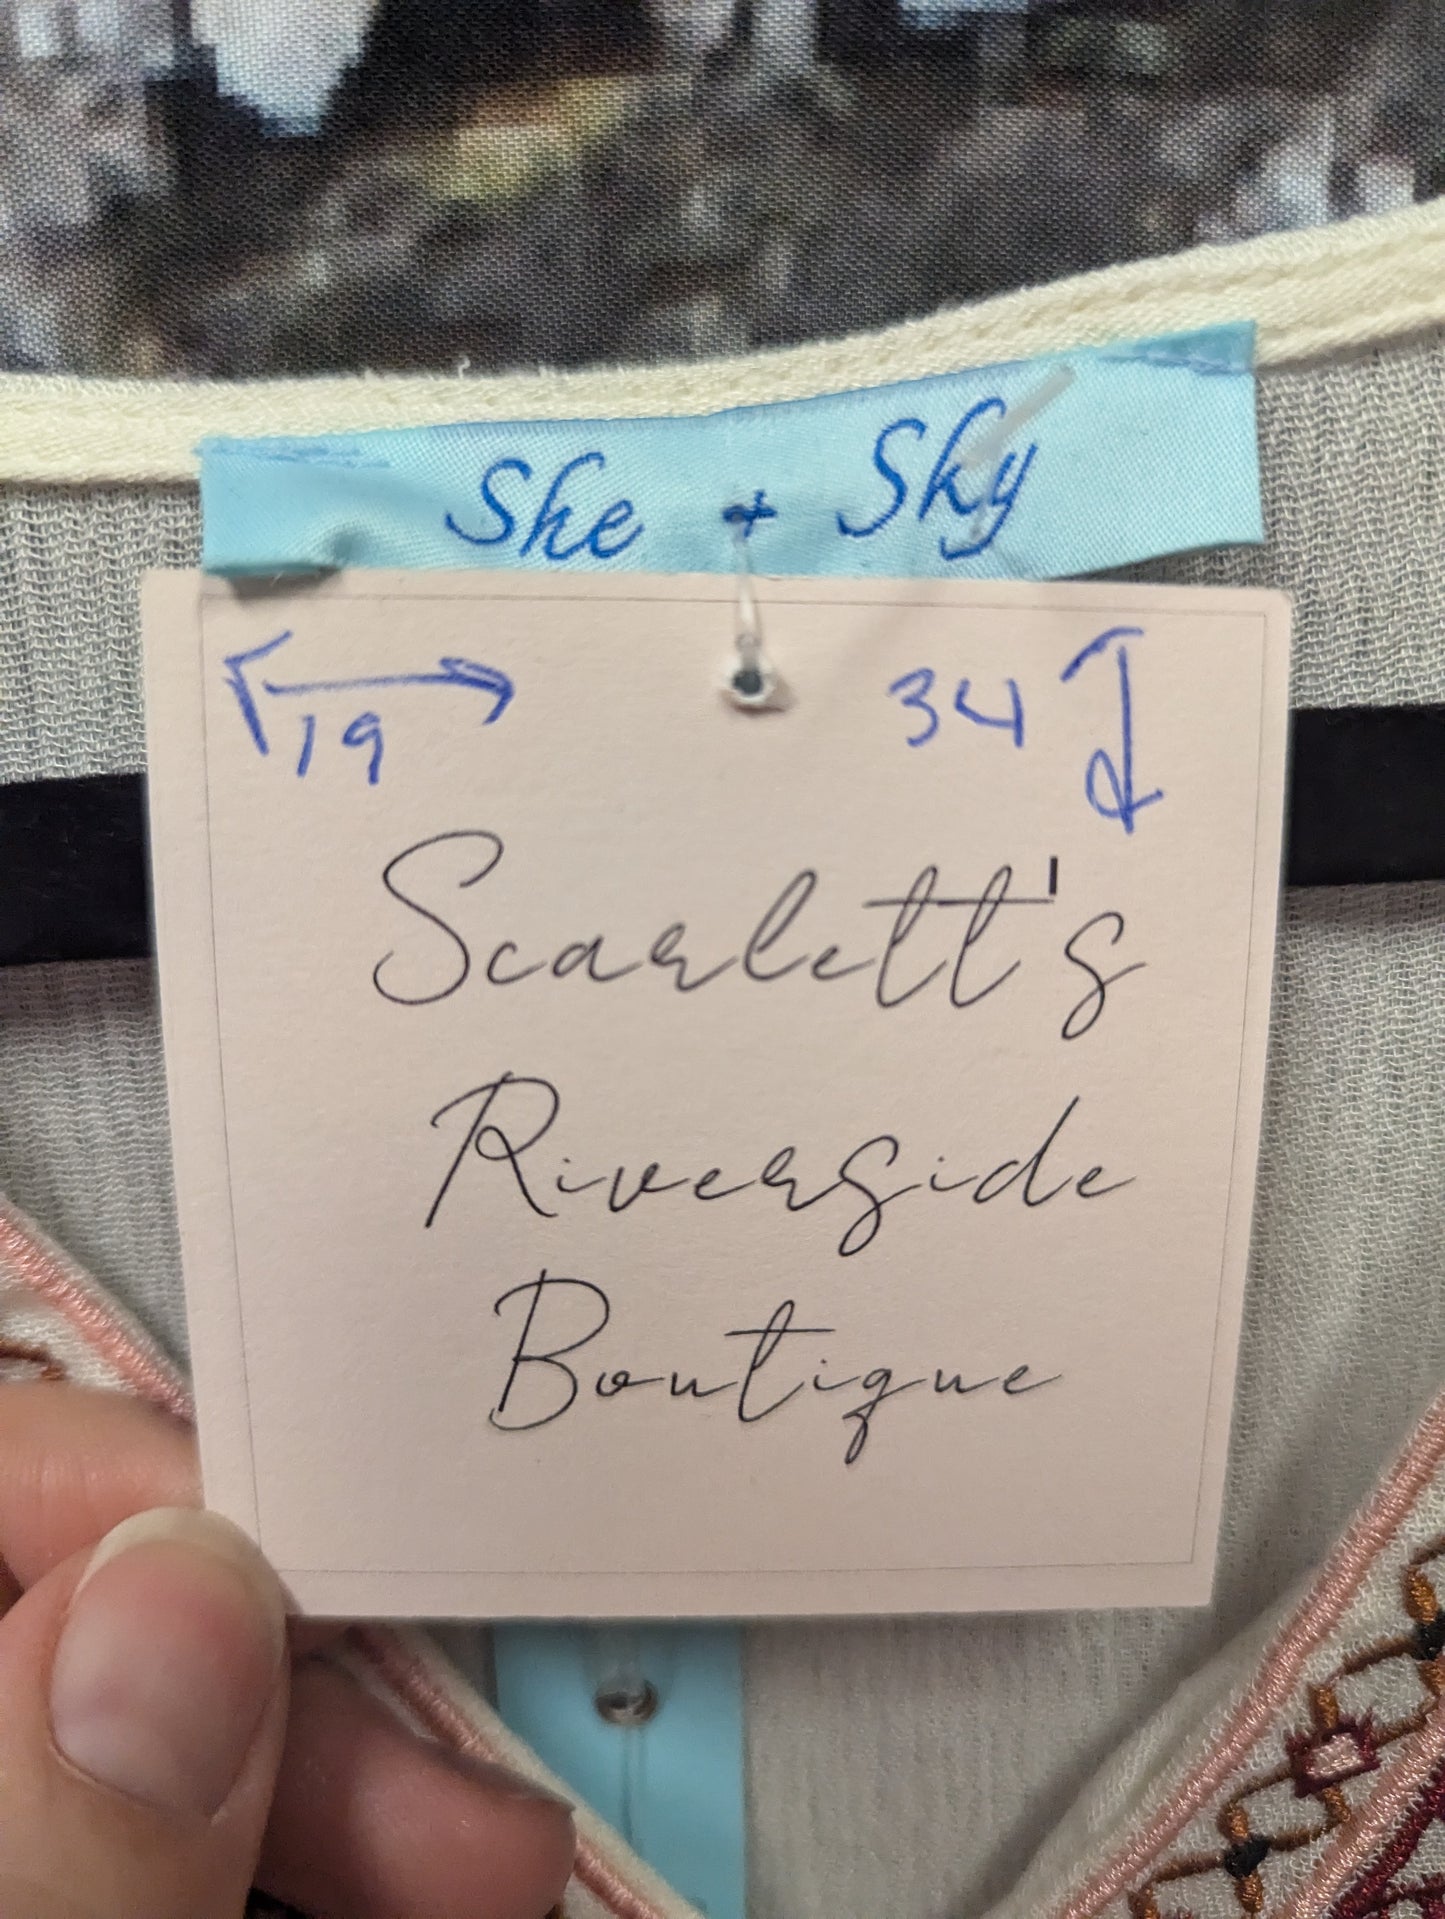 She + Sky
19
34
Scarlett's
Riverside
Boutique